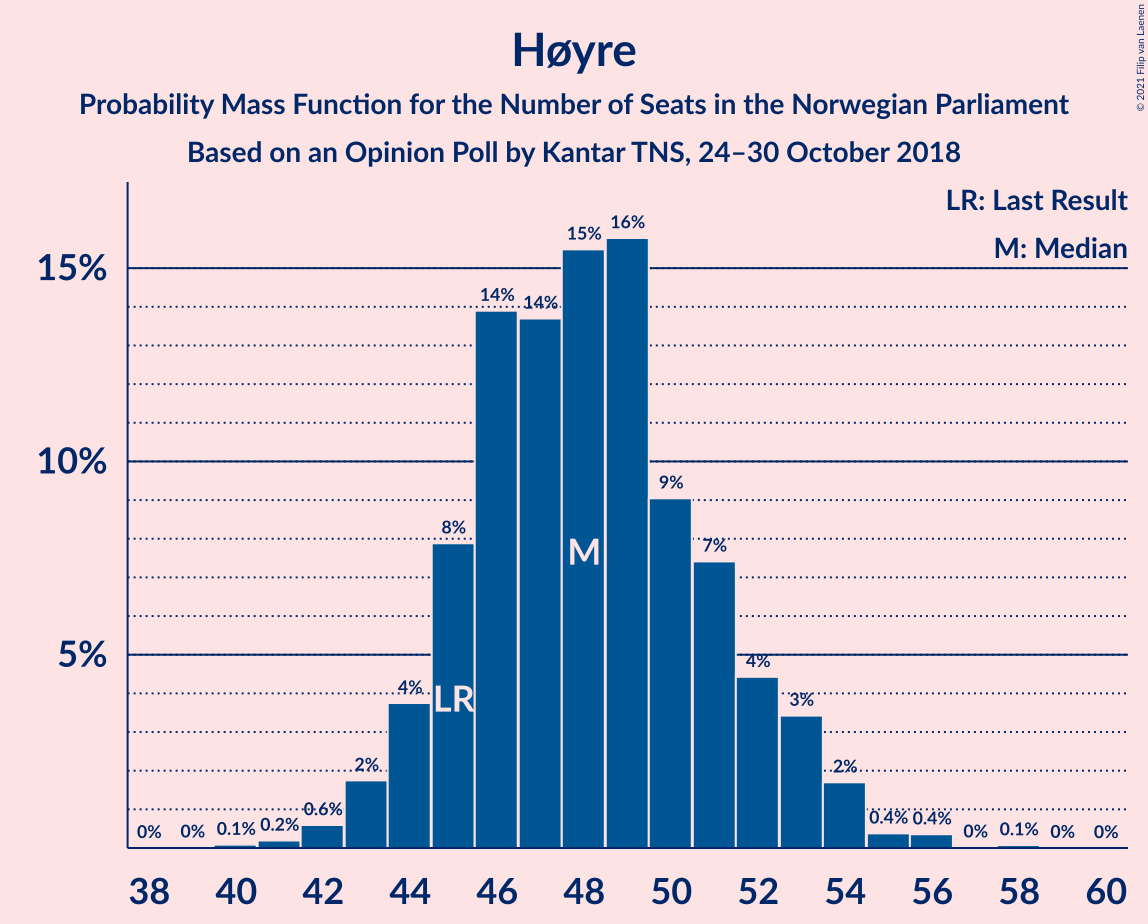 Høyre
Probability Mass Function for the Number of Seats in the Norwegian Parliament
Based on an Opinion Poll by Kantar TNS, 24–30 October 2018
© 2021 Filip van Laenen
LR: Last Result
M: Median
15%
10%
5%
0% 0% 0.1% 0.2% 0.6% 2% 4% 8% 14% 14% 15% 16% 9% 7% 4% 3% 2% 0.4% 0.4% 0% 0.1% 0% 0%
LR
M
38 40 42 44 46 48 50 52 54 56 58 60